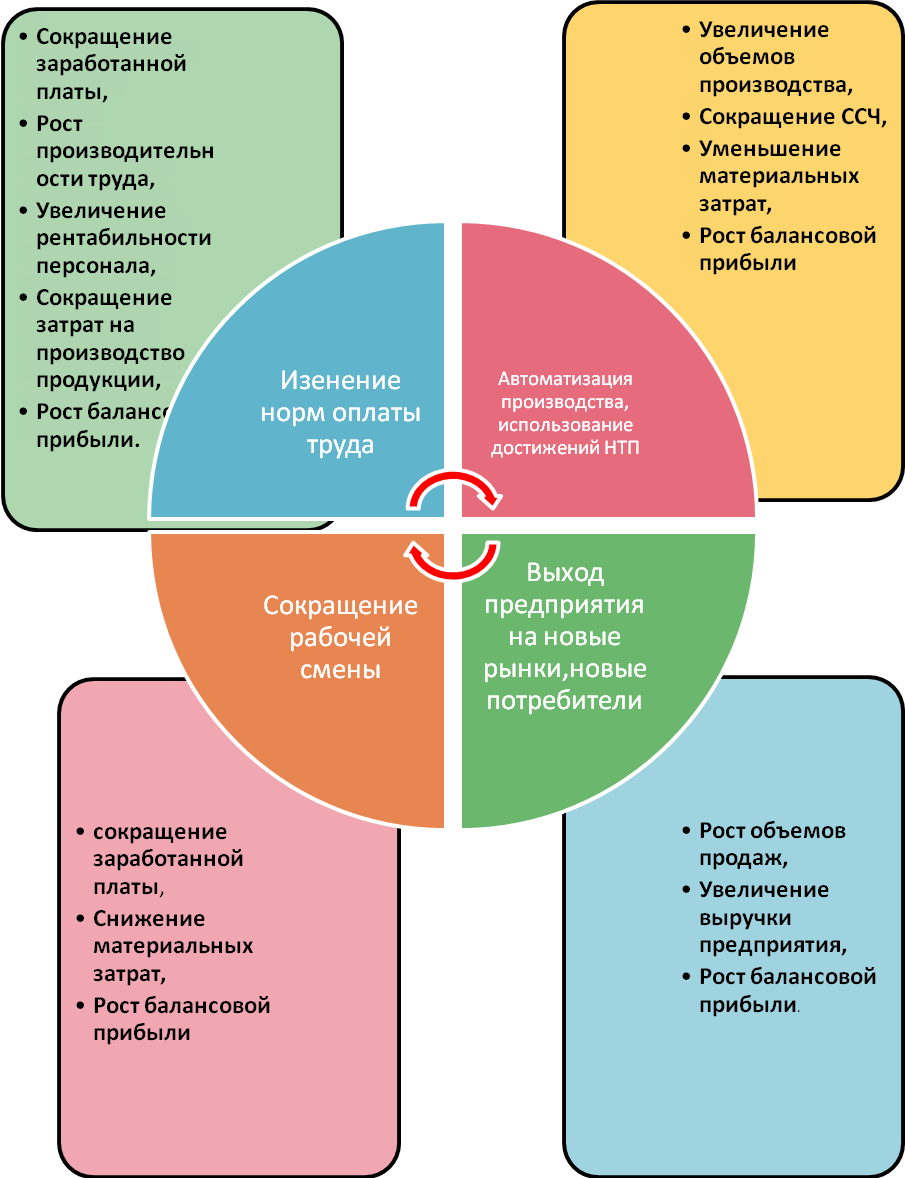 • Сокращение
заработанной
платы,
• Рост
производительн
ости труда,
• Увеличение
рентабильности
персонала,
• Сокращение
затрат на
производство
продукции,
• Рост балансо
прибыли.
• Увеличение
объемов
производства,
• Сокращение ССЧ,
• Уменьшение
материальных
затрат,
• Рост балансовой
прибыли
Изенение
норм оплаты
труда
Автоматизация
производства,
использование
достижений НТП
Сокращение
рабочей
смены
Выход
предприятия
на новые
рынки,новые
потребители
• сокращение
заработанной
платы,
• Снижение
материальных
затрат,
• Рост балансовой
прибыли
• Рост объемов
продаж,
• Увеличение
выручки
предприятия,
• Рост балансовой
прибыли.